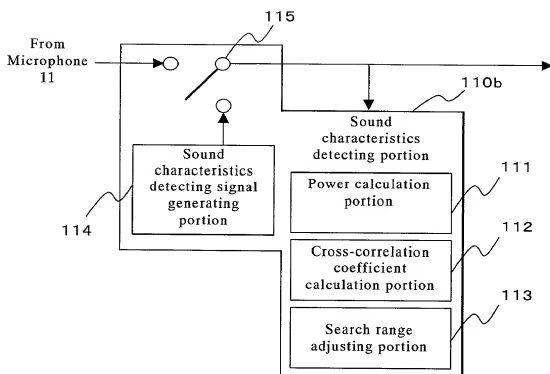 From
Microphone
11
115
110b
Sound
characteristics
detecting portion
Sound
characteristics
detecting signal
generating
portion
114
Power calculation
portion
111
Cross-correlation
coefficient
calculation portion
112
Search range
adjusting portion
113